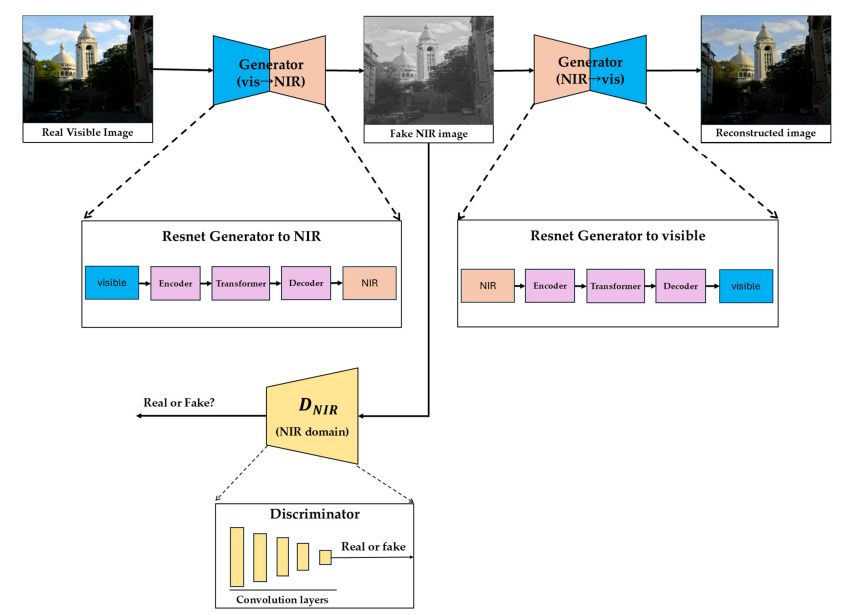 Generator
(vis→NIR)
Generator
(NIR→vis)
Real Visible Image
Fake NIR image
Reconstructed image
Resnet Generator to NIR
visible
Encoder
Transformer
Decoder
NIR
Resnet Generator to visible
NIR
Encoder
Transformer
Decoder
visible
Real or Fake?
D_NIR
(NIR domain)
Discriminator
Real or fake
Convolution layers